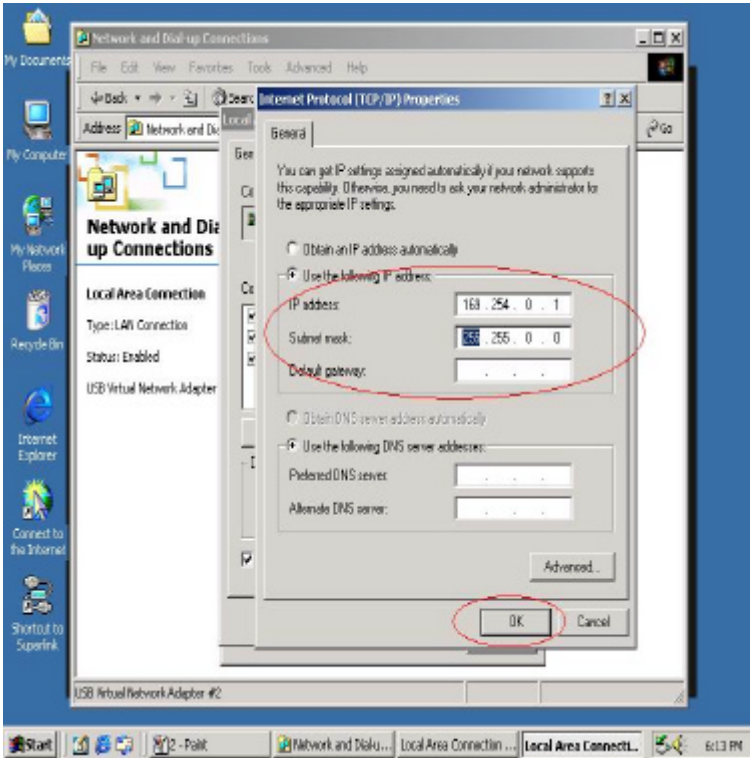 My Documents
Network and Dial-up Connections
File Edit View Favorites Tools Advanced Help
Back
Address Network and Dia
Go
My Computer
Network and Dia
up Connections
Local Area Connection
Type: LAN Connection
Status: Enabled
USB Virtual Network Adapter
My Network
Places
Recycle Bin
Internet
Explorer
Connect to
the Internet
Shortcut to
Superlink
Internet Protocol (TCP/IP) Properties
General
You can get IP settings assigned automatically if your network supports
this capability. Otherwise, you need to ask your network administrator for
the appropriate IP settings.
Obtain an IP address automatically
Use the following IP address:
IP address: 169 . 254 . 0 . 1
Subnet mask: 255 . 255 . 0 . 0
Default gateway: . . .
Obtain DNS server address automatically
Use the following DNS server addresses:
Preferred DNS server: . . .
Alternate DNS server: . . .
Advanced...
OK Cancel
USB Virtual Network Adapter #2
Start 2 - Paint Network and Dial-u... Local Area Connection ... Local Area Connecti... 6:13 PM